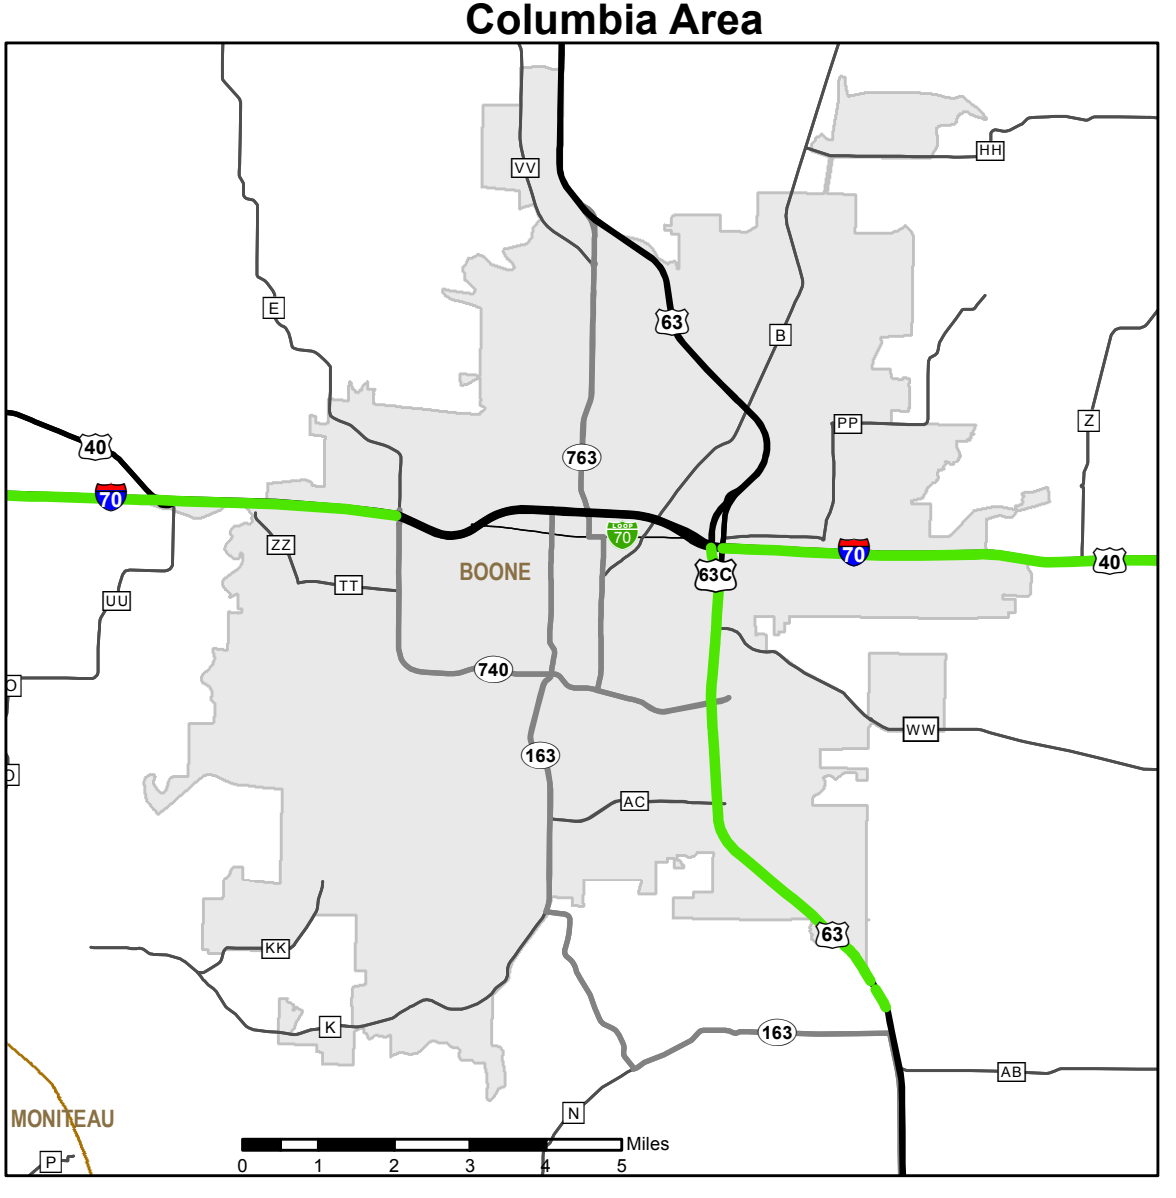 Columbia Area
HH
VV
E
63
B
PP
Z
40
763
70
LOOP
70
ZZ
70
40
BOONE
63C
TT
UU
740
O
WW
163
O
AC
63
KK
K
163
AB
MONITEAU
N
P
Miles
0 1 2 3 4 5